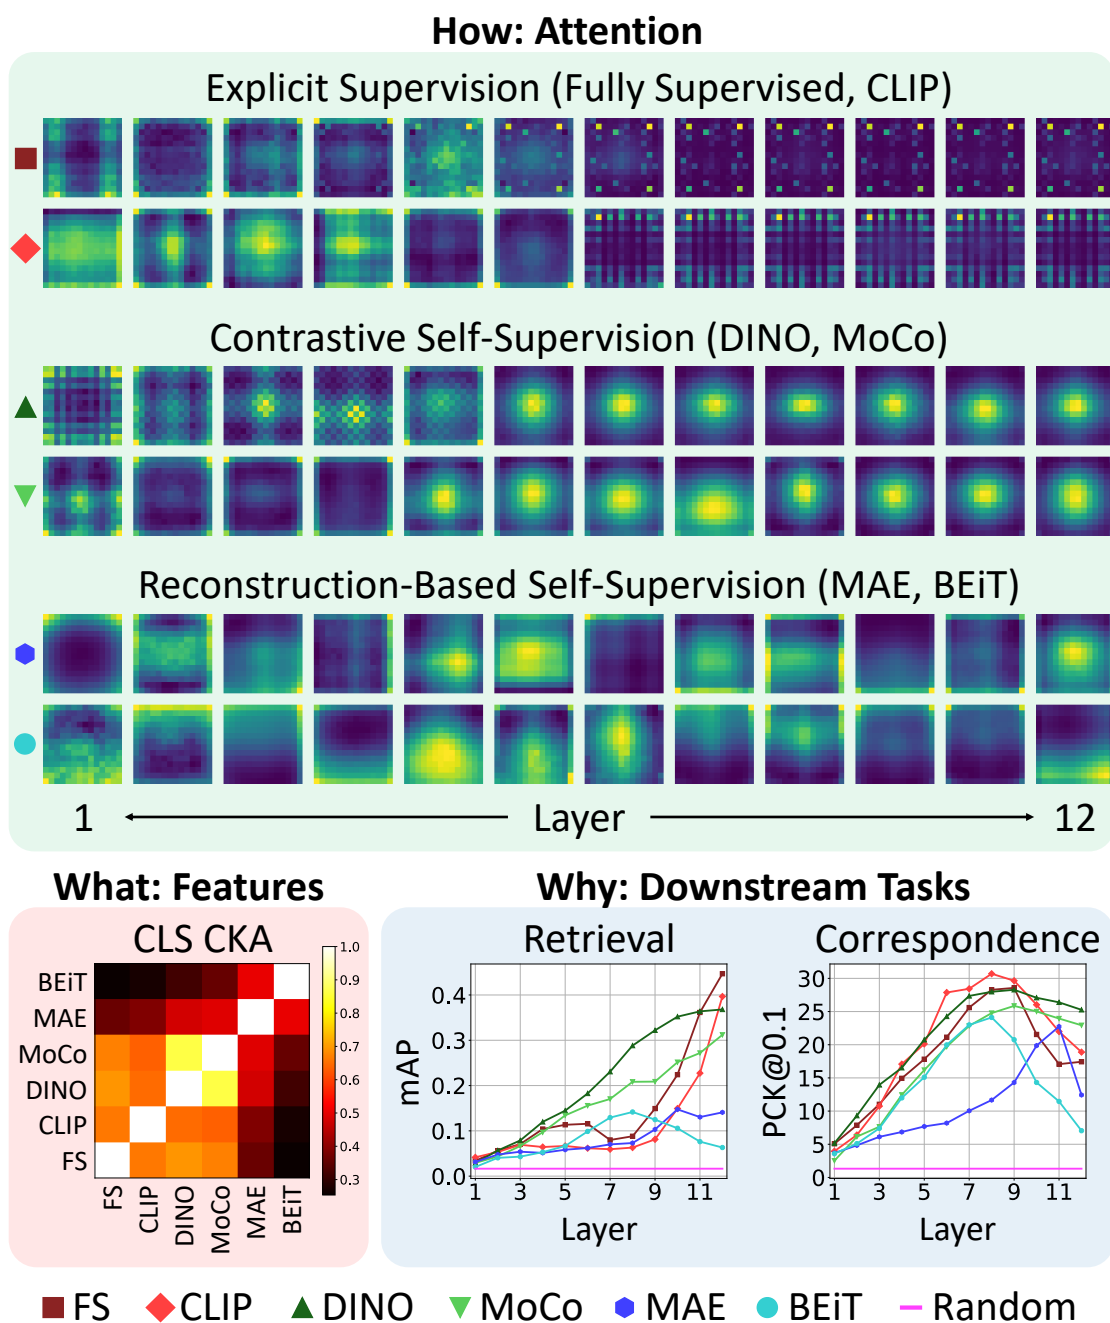 How: Attention
Explicit Supervision (Fully Supervised, CLIP)
Contrastive Self-Supervision (DINO, MoCo)
Reconstruction-Based Self-Supervision (MAE, BEiT)
1 Layer 12
What: Features
CLS CKA
BEiT
MAE
MoCo
DINO
CLIP
FS
FS CLIP DINO MoCo MAE BEiT
1.0
0.9
0.8
0.7
0.6
0.5
0.4
0.3
Why: Downstream Tasks
Retrieval
mAP
0.4
0.3
0.2
0.1
0.0
1 3 5 7 9 11
Layer
Correspondence
PCK@0.1
30
25
20
15
10
5
0
1 3 5 7 9 11
Layer
FS CLIP DINO MoCo MAE BEiT Random